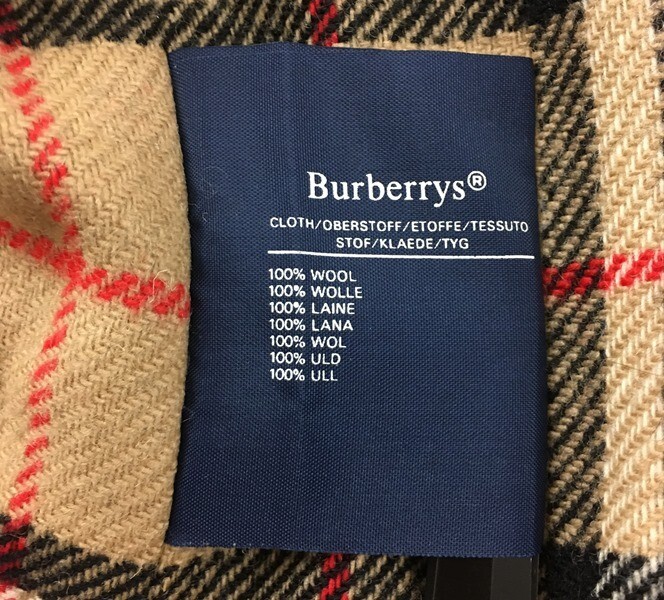 Burberrys®
CLOTH/OBERSTOFF/ETOFFE/TESSUTO
STOF/KLAEDE/TYG
100% WOOL
100% WOLLE
100% LAINE
100% LANA
100% WOL
100% ULD
100% ULL